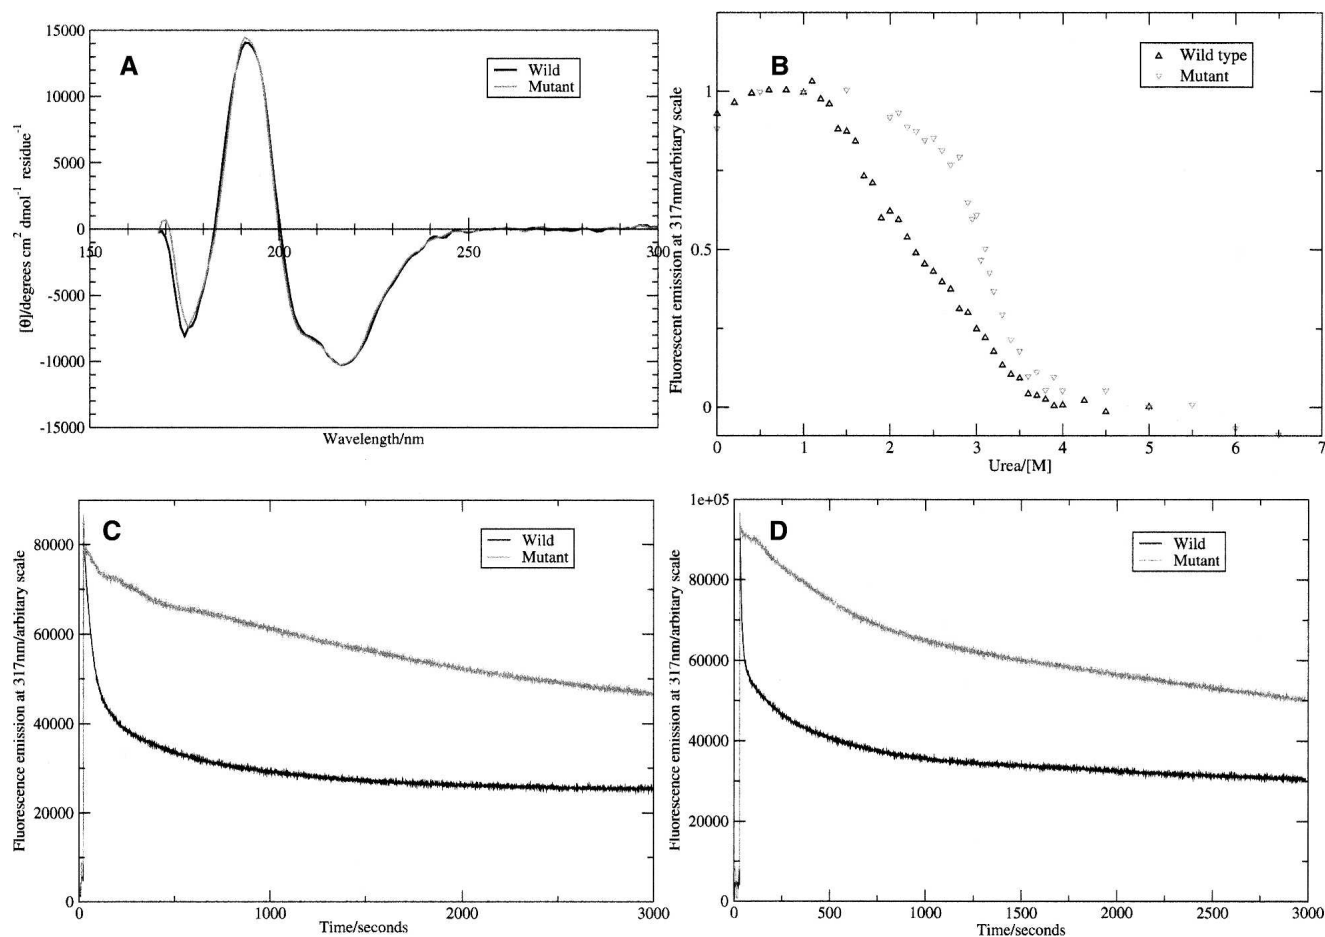 A
Wild
Mutant
15000
10000
5000
0
-5000
-10000
-15000
150
200
250
300
[θ]/degrees cm² dmol⁻¹ residue⁻¹
Wavelength/nm
B
Wild type
Mutant
1
0.5
0
0
1
2
3
4
5
6
7
Fluorescent emission at 317nm/arbitary scale
Urea/[M]
C
Wild
Mutant
80000
60000
40000
20000
0
0
1000
2000
3000
Fluorescence emission at 317nm/arbitary scale
Time/seconds
D
Wild
Mutant
1e+05
80000
60000
40000
20000
0
0
500
1000
1500
2000
2500
3000
Fluorescence emission at 317nm/arbitary scale
Time/seconds